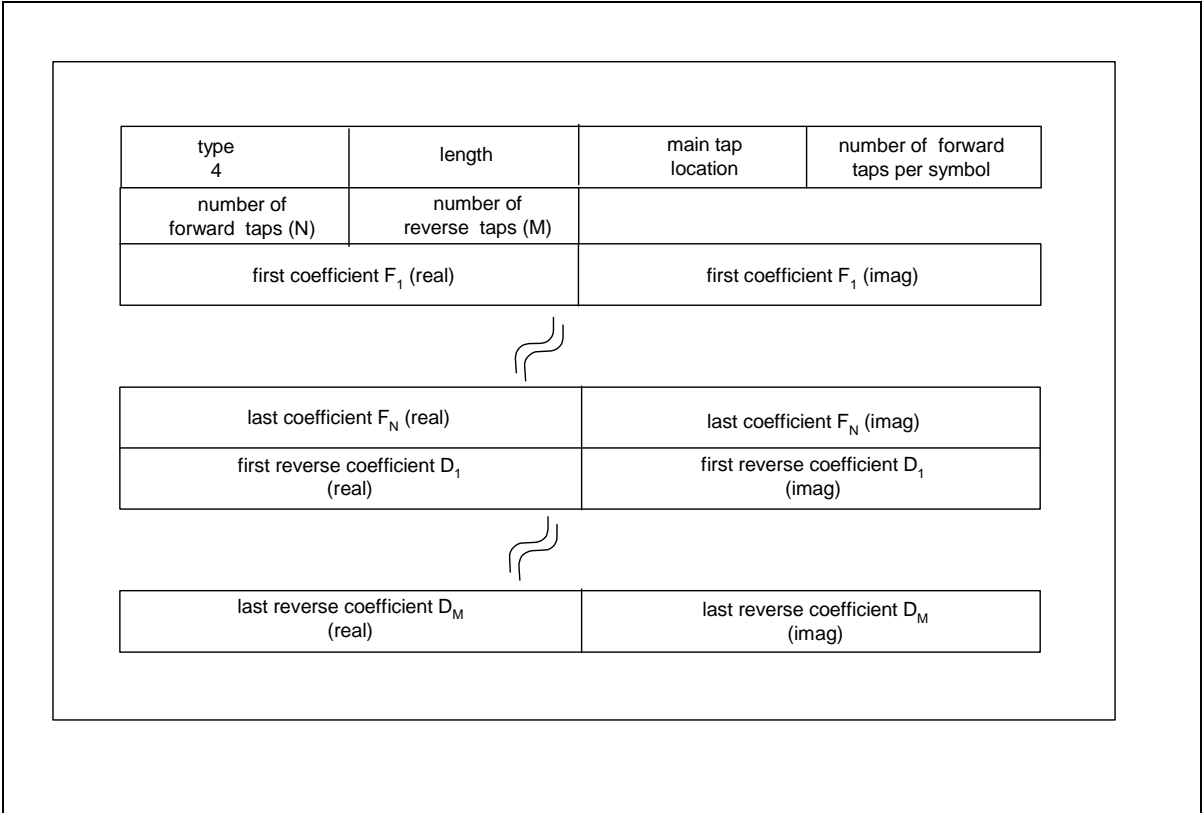 type
4
length
main tap
location
number of forward
taps per symbol
number of
forward taps (N)
number of
reverse taps (M)
first coefficient F1 (real)
first coefficient F1 (imag)
last coefficient FN (real)
last coefficient FN (imag)
first reverse coefficient D1
(real)
first reverse coefficient D1
(imag)
last reverse coefficient DM
(real)
last reverse coefficient DM
(imag)